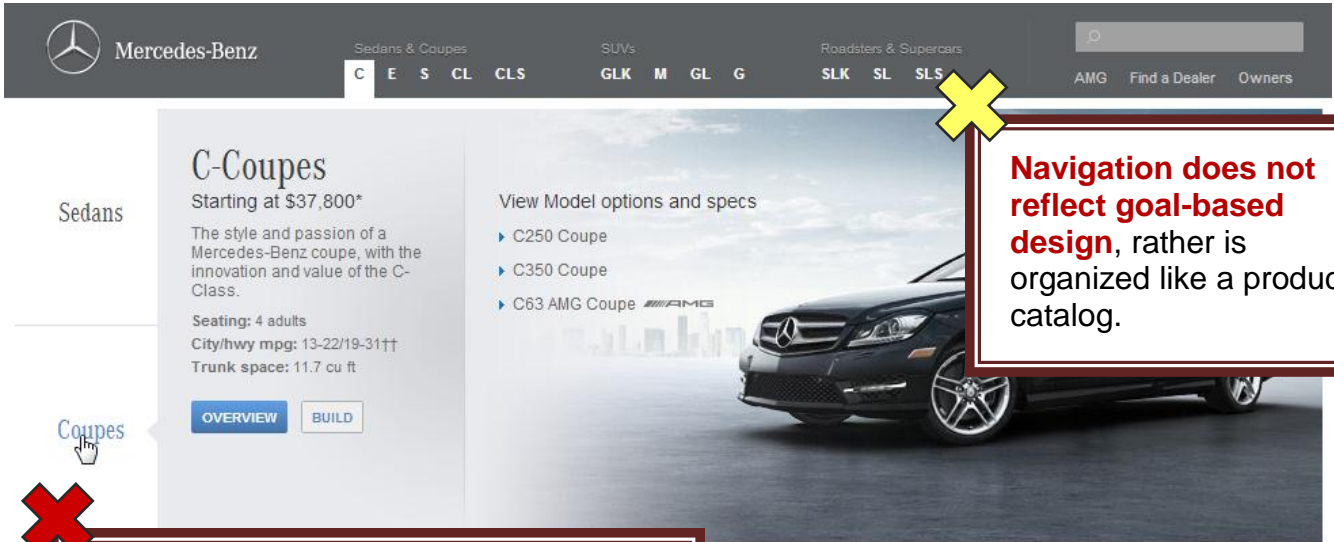 Mercedes-Benz
Sedans & Coupes
C E S CL CLS
SUVs
GLK M GL G
Roadsters & Supercars
SLK SL SLS
AMG Find a Dealer Owners
Sedans
Coupes
C-Coupes
Starting at $37,800*
The style and passion of a
Mercedes-Benz coupe, with the
innovation and value of the C-
Class.
Seating: 4 adults
City/hwy mpg: 13-22/19-31††
Trunk space: 11.7 cu ft
OVERVIEW BUILD
View Model options and specs
C250 Coupe
C350 Coupe
C63 AMG Coupe AMG
Navigation does not
reflect goal-based
design, rather is
organized like a produc
catalog.